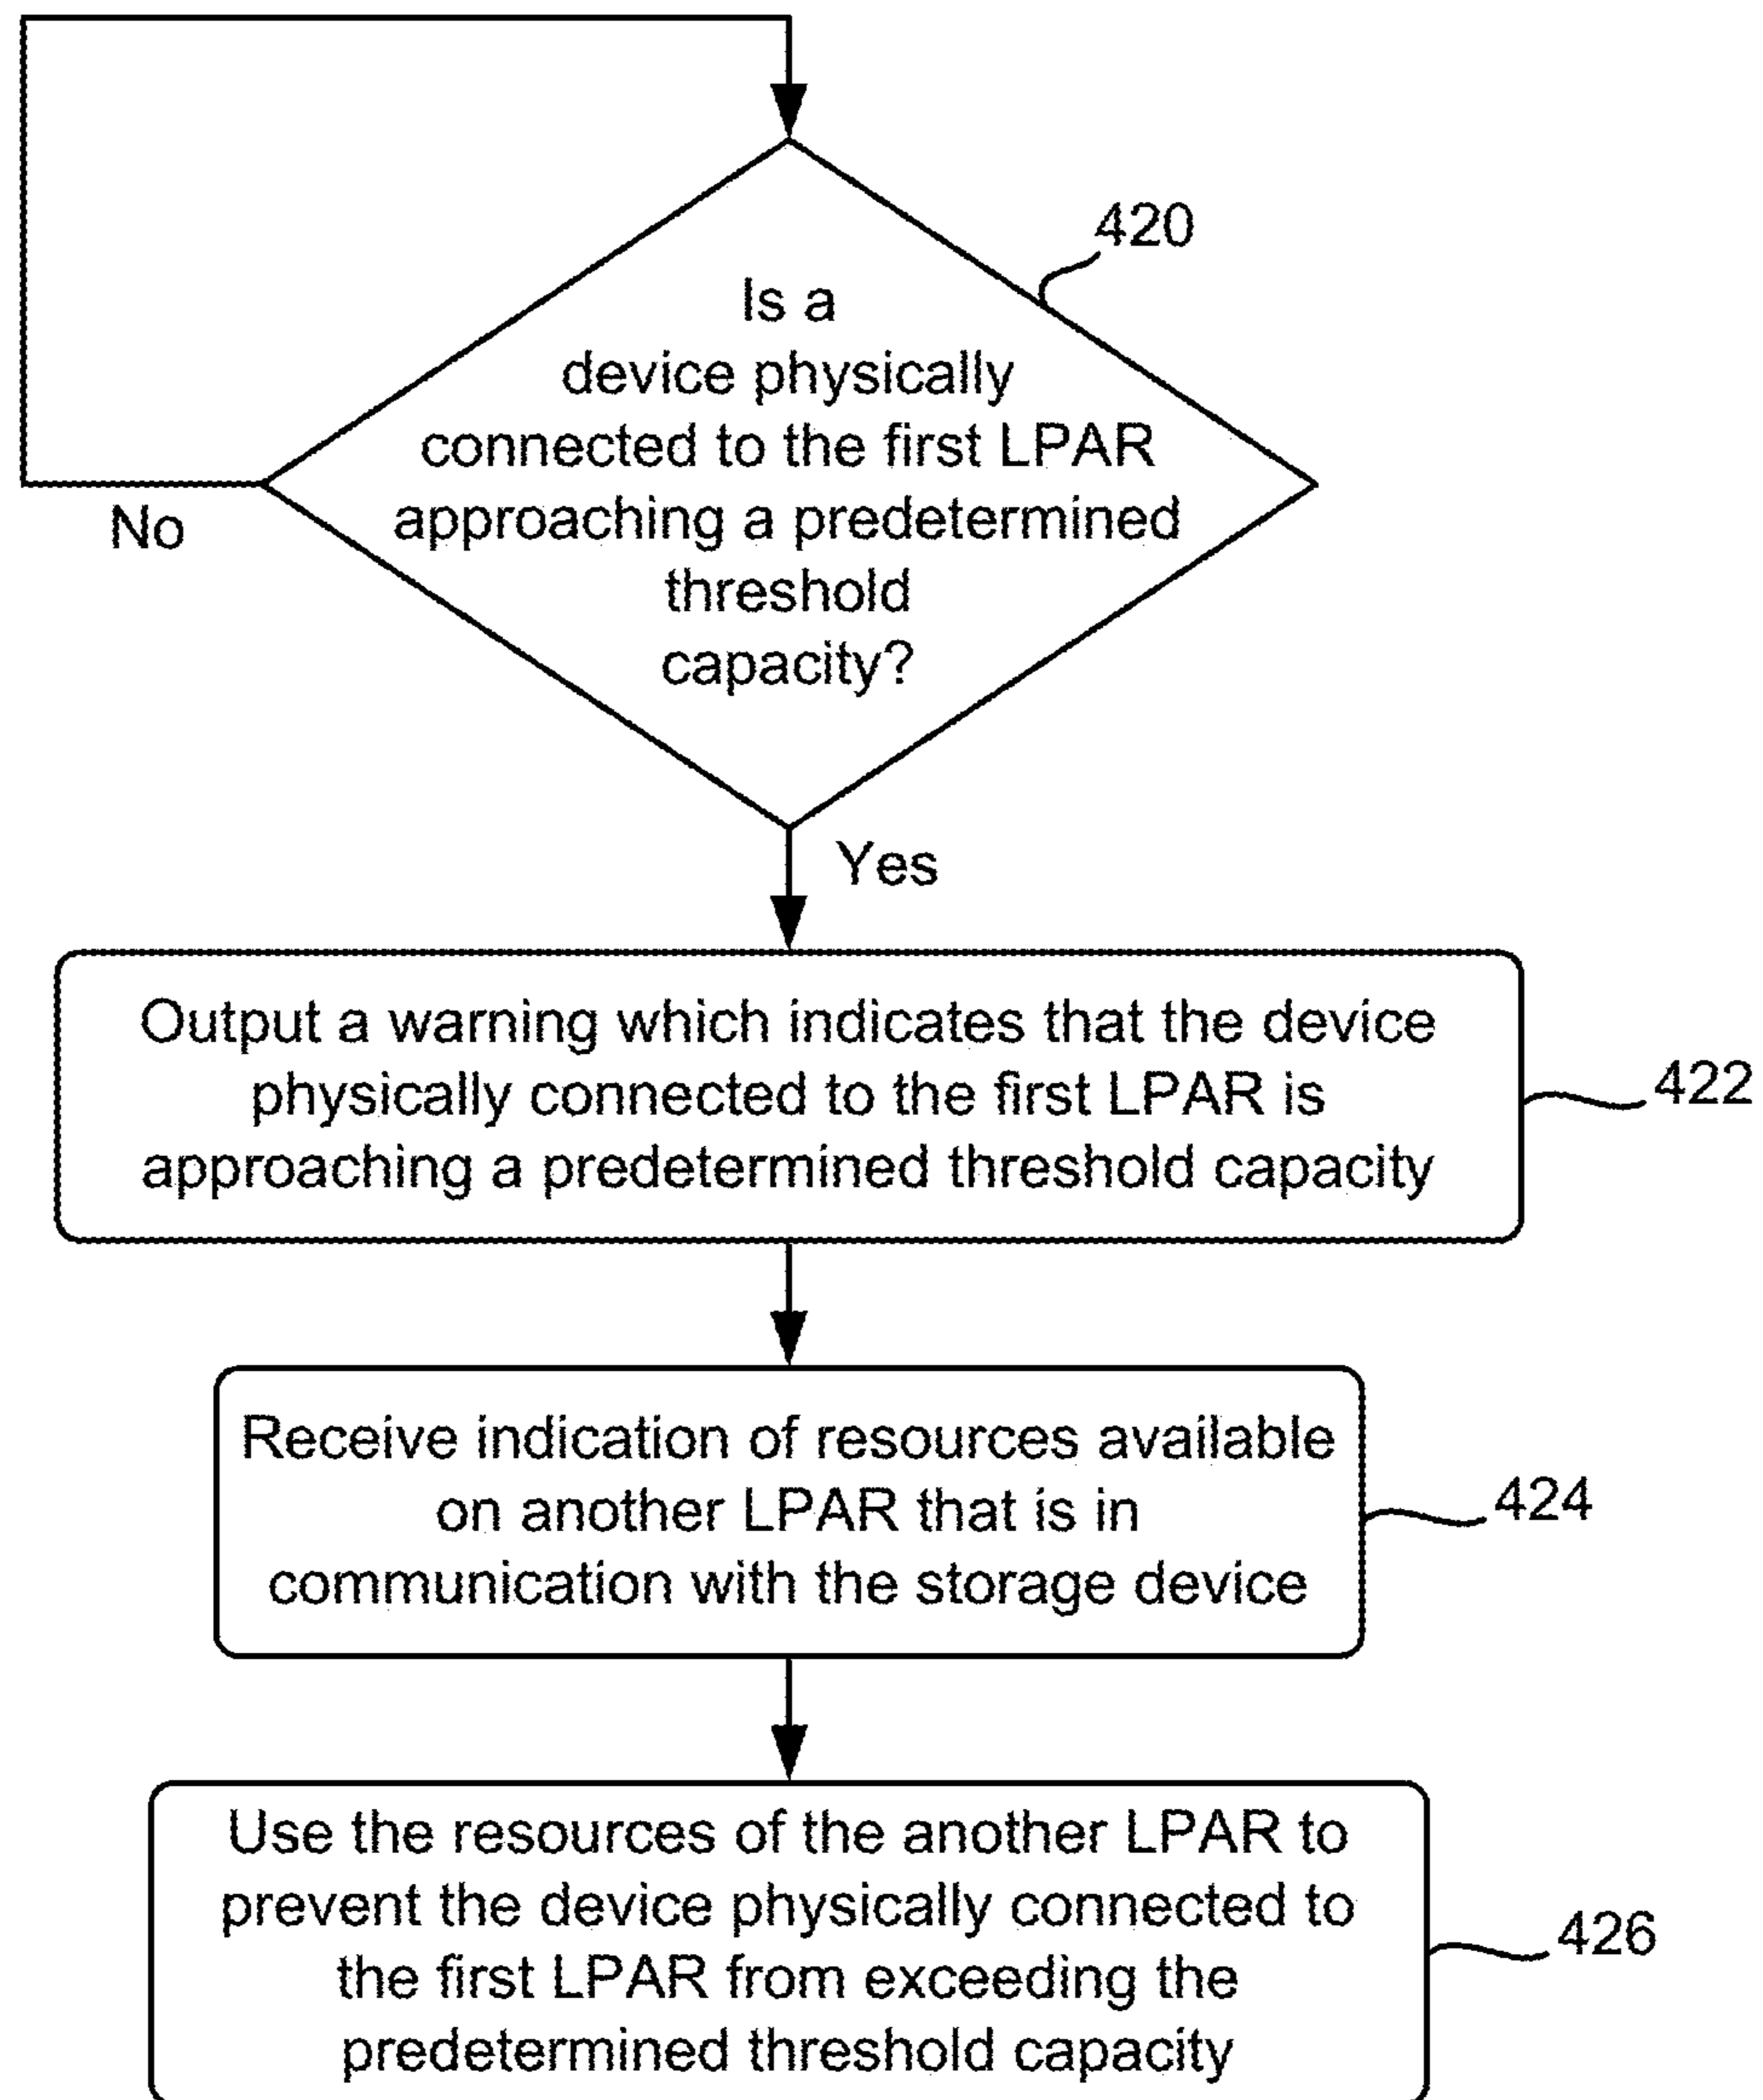 420
Is a
device physically
connected to the first LPAR
approaching a predetermined
threshold
capacity?
No
Yes
Output a warning which indicates that the device
physically connected to the first LPAR is
approaching a predetermined threshold capacity
422
Receive indication of resources available
on another LPAR that is in
communication with the storage device
424
Use the resources of the another LPAR to
prevent the device physically connected to
the first LPAR from exceeding the
predetermined threshold capacity
426